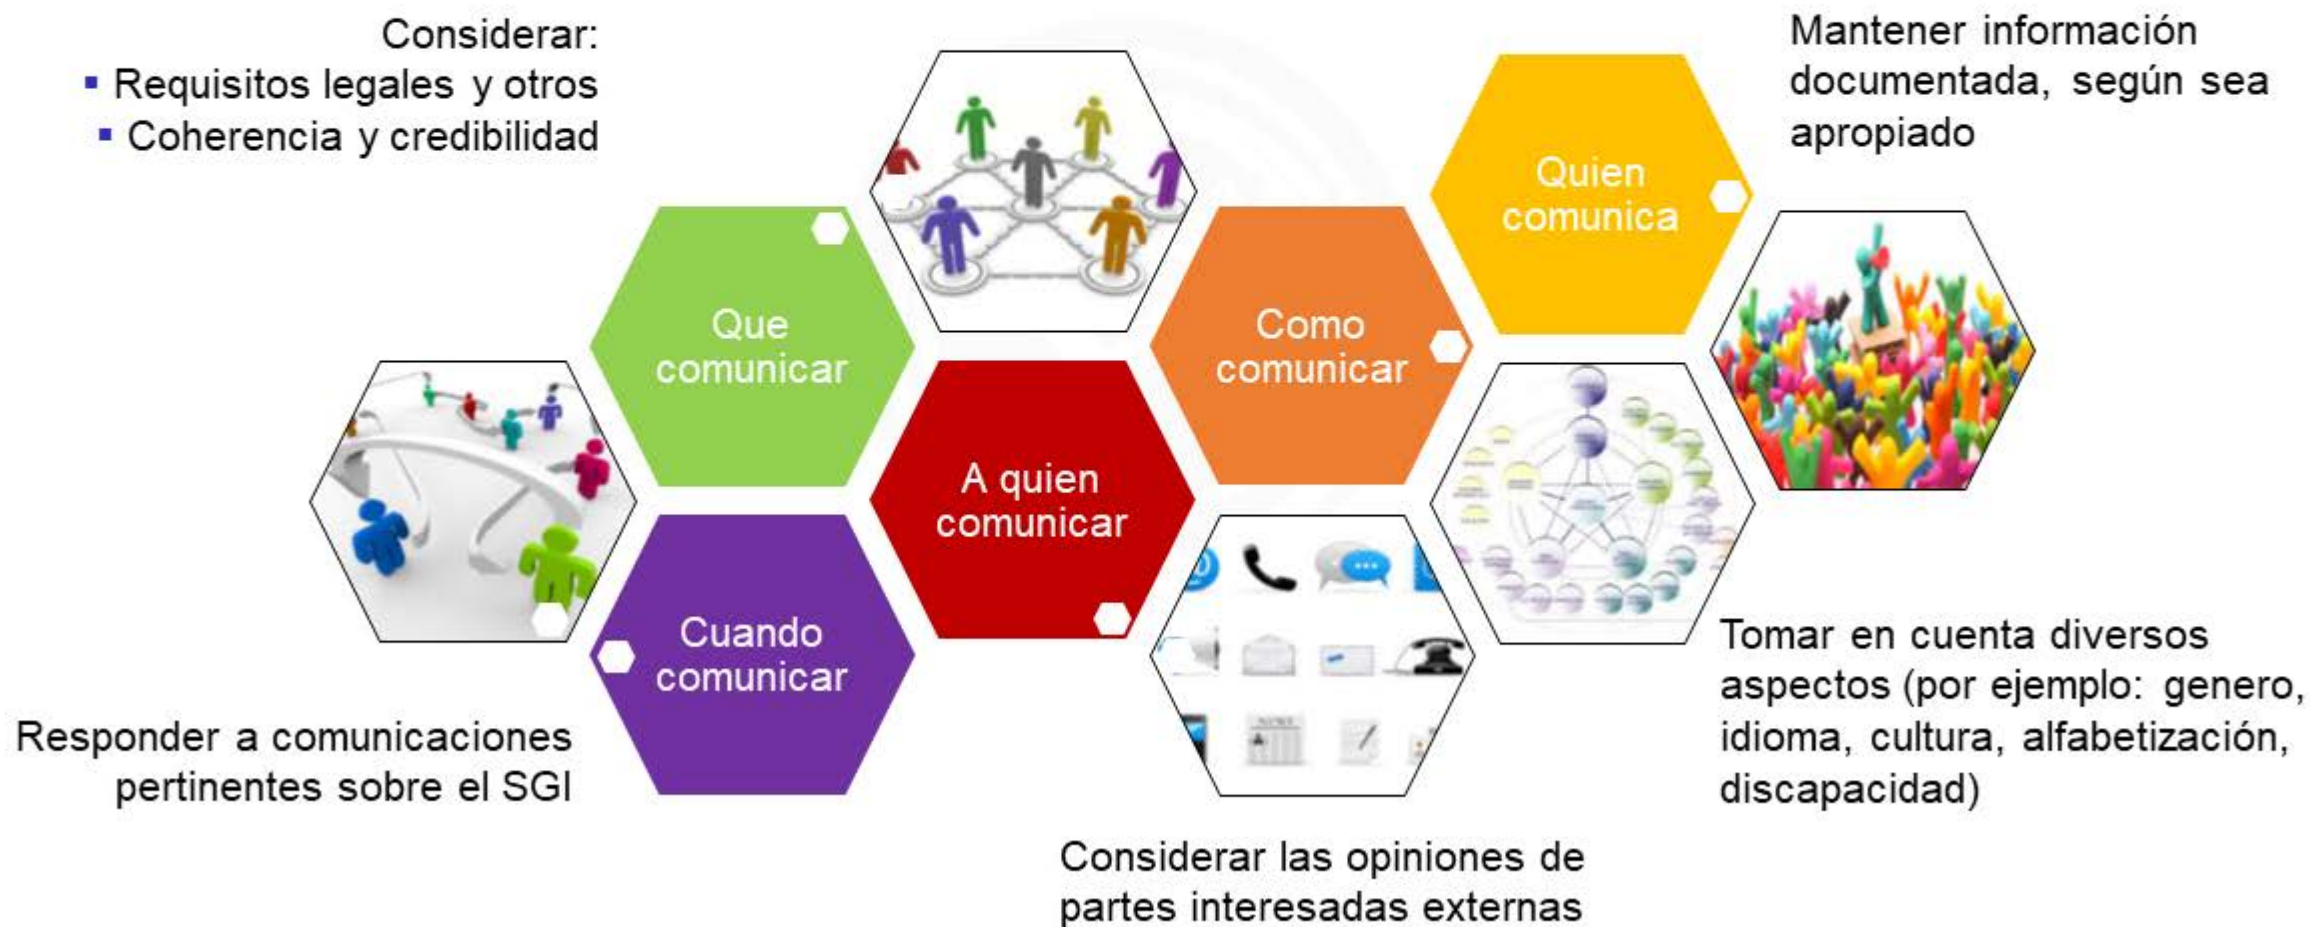 Considerar:
▪ Requisitos legales y otros
▪ Coherencia y credibilidad
Mantener información
documentada, según sea
apropiado
Quien
comunica
Que
comunicar
Como
comunicar
A quien
comunicar
Cuando
comunicar
NEWS
Responder a comunicaciones
pertinentes sobre el SGI
Tomar en cuenta diversos
aspectos (por ejemplo: genero,
idioma, cultura, alfabetización,
discapacidad)
Considerar las opiniones de
partes interesadas externas